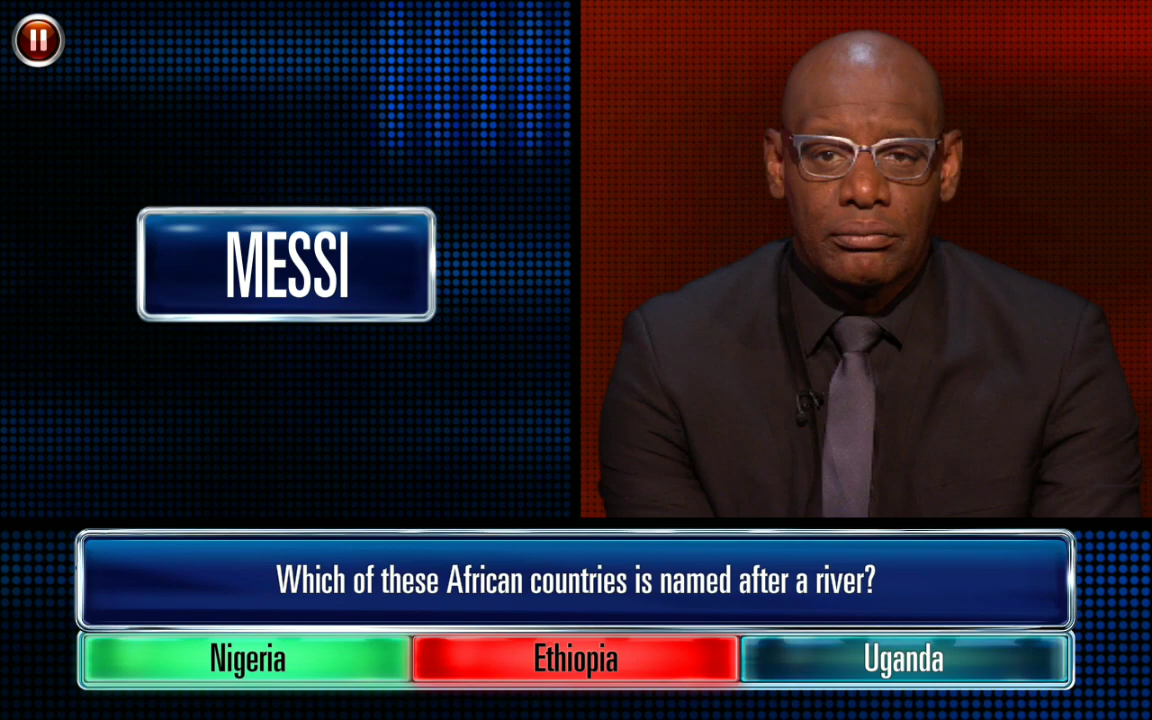 MESSI
Which of these African countries is named after a river?
Nigeria
Ethiopia
Uganda